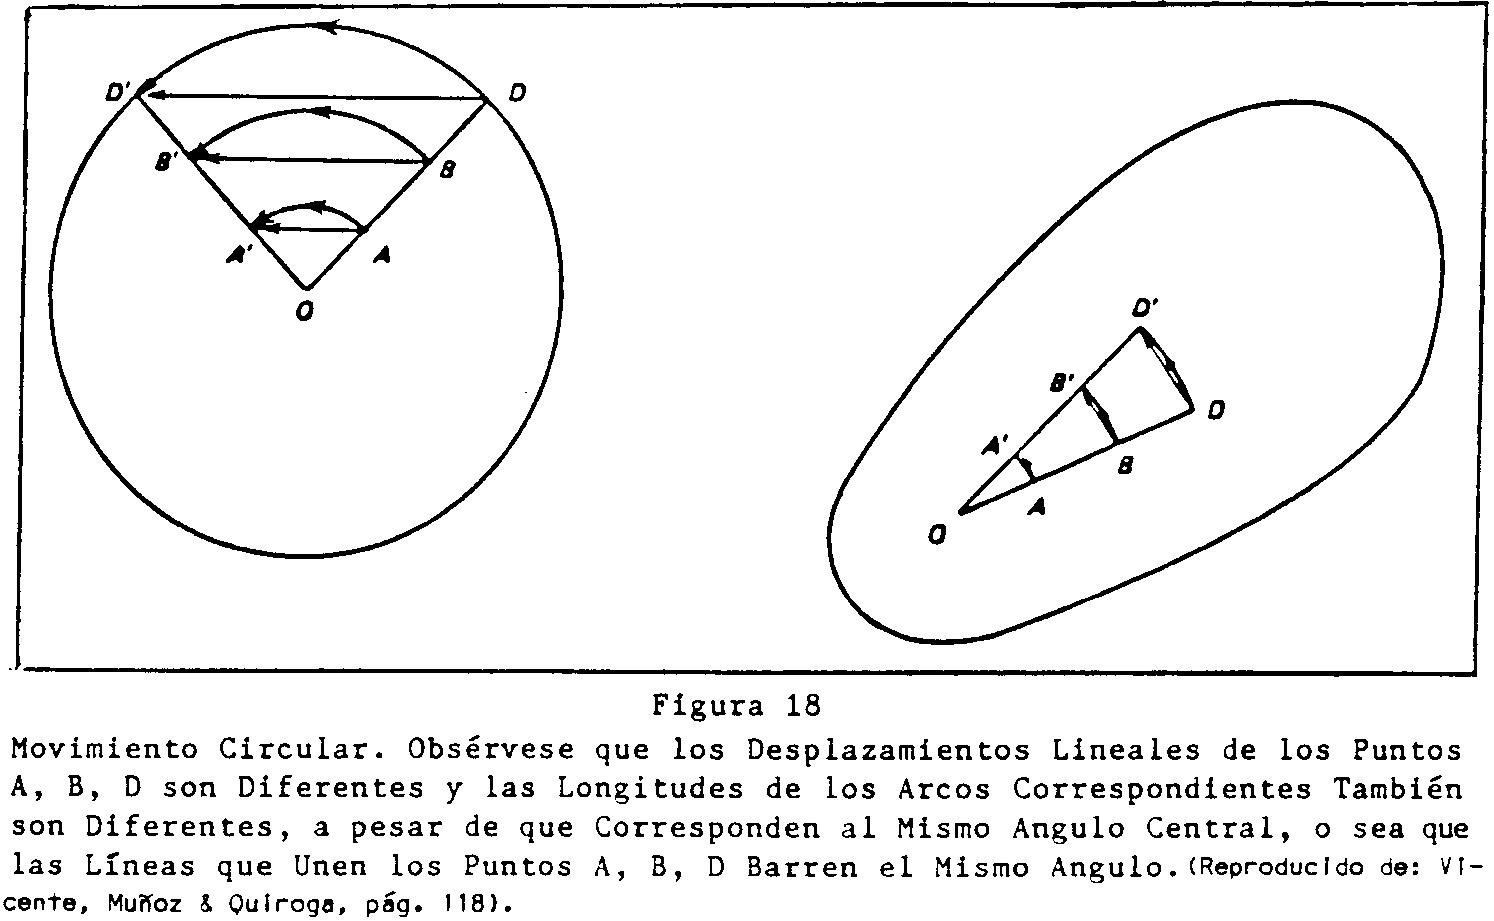 D'
D
B'
B
A'
A
O
D'
B'
D
A'
B
A
O
Figura 18
Movimiento Circular. Obsérvese que los Desplazamientos Lineales de los Puntos
A, B, D son Diferentes y las Longitudes de los Arcos Correspondientes También
son Diferentes, a pesar de que Corresponden al Mismo Angulo Central, o sea que
las Líneas que Unen los Puntos A, B, D Barren el Mismo Angulo. (Reproducido de: Vi-
cente, Muñoz & Quiroga, pág. 118).